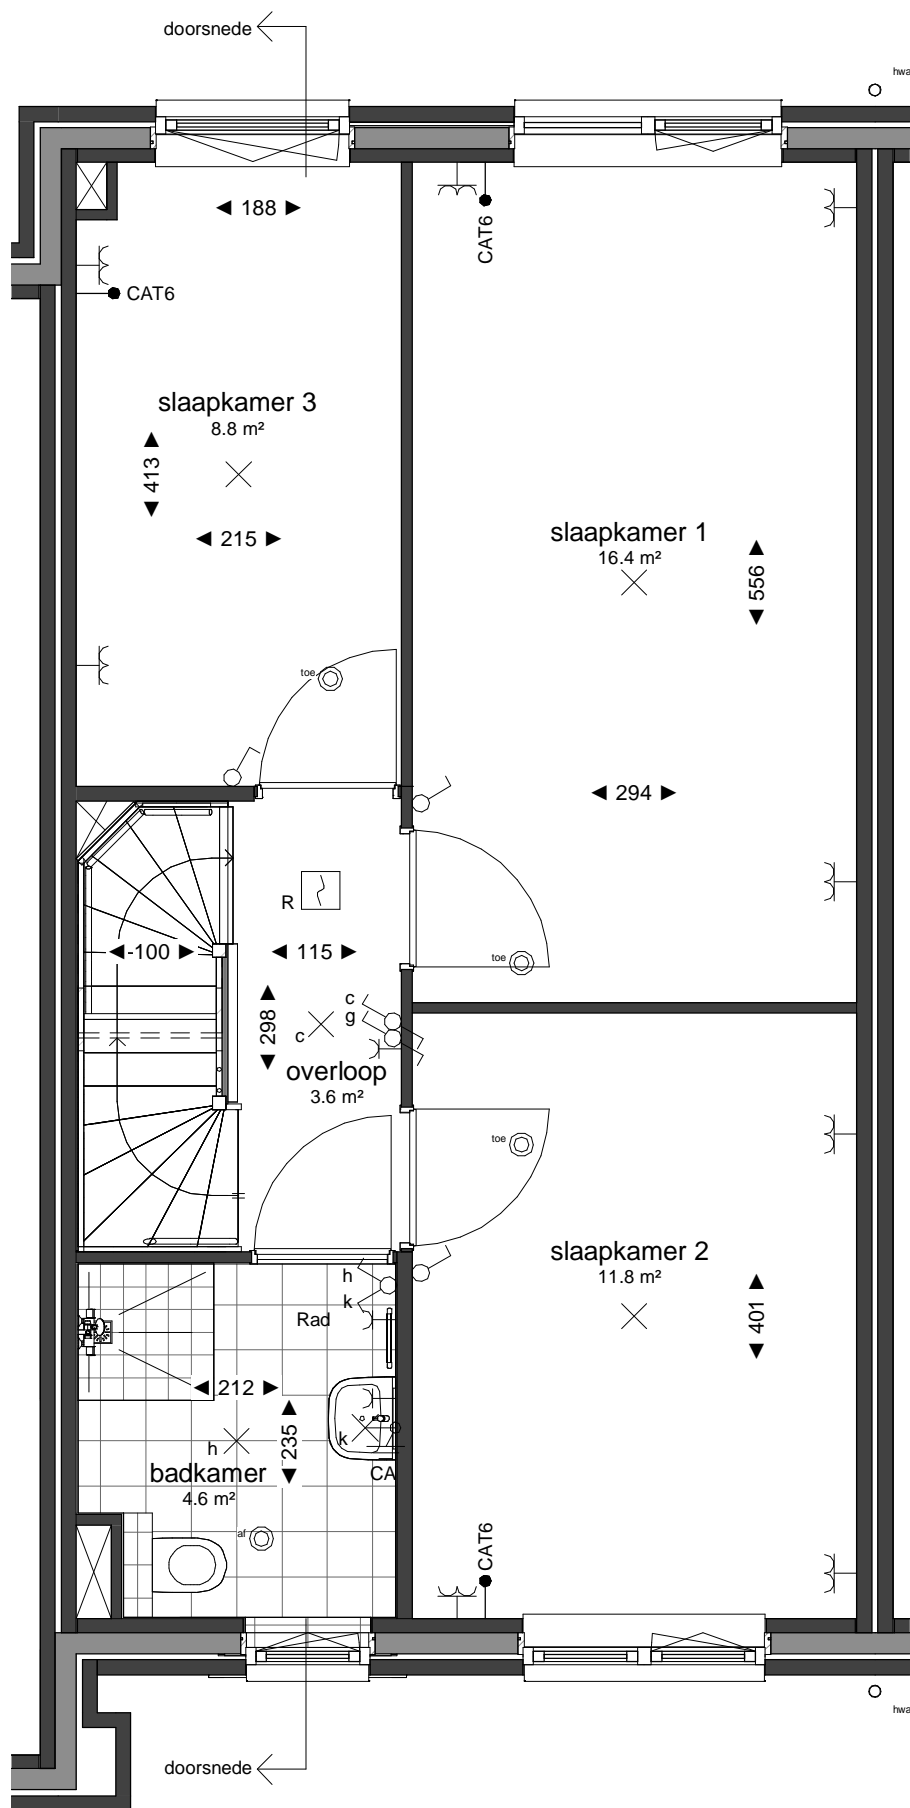 doorsnede
hwa
188
CAT6
CAT6
slaapkamer 3
8.8 m²
413
215
slaapkamer 1
16.4 m²
556
toe
294
R
100
115
toe
298
c
g
c
overloop
3.6 m²
toe
slaapkamer 2
11.8 m²
401
h
k
Rad
212
235
h
k
badkamer
4.6 m²
CA
af
CAT6
hwa
doorsnede